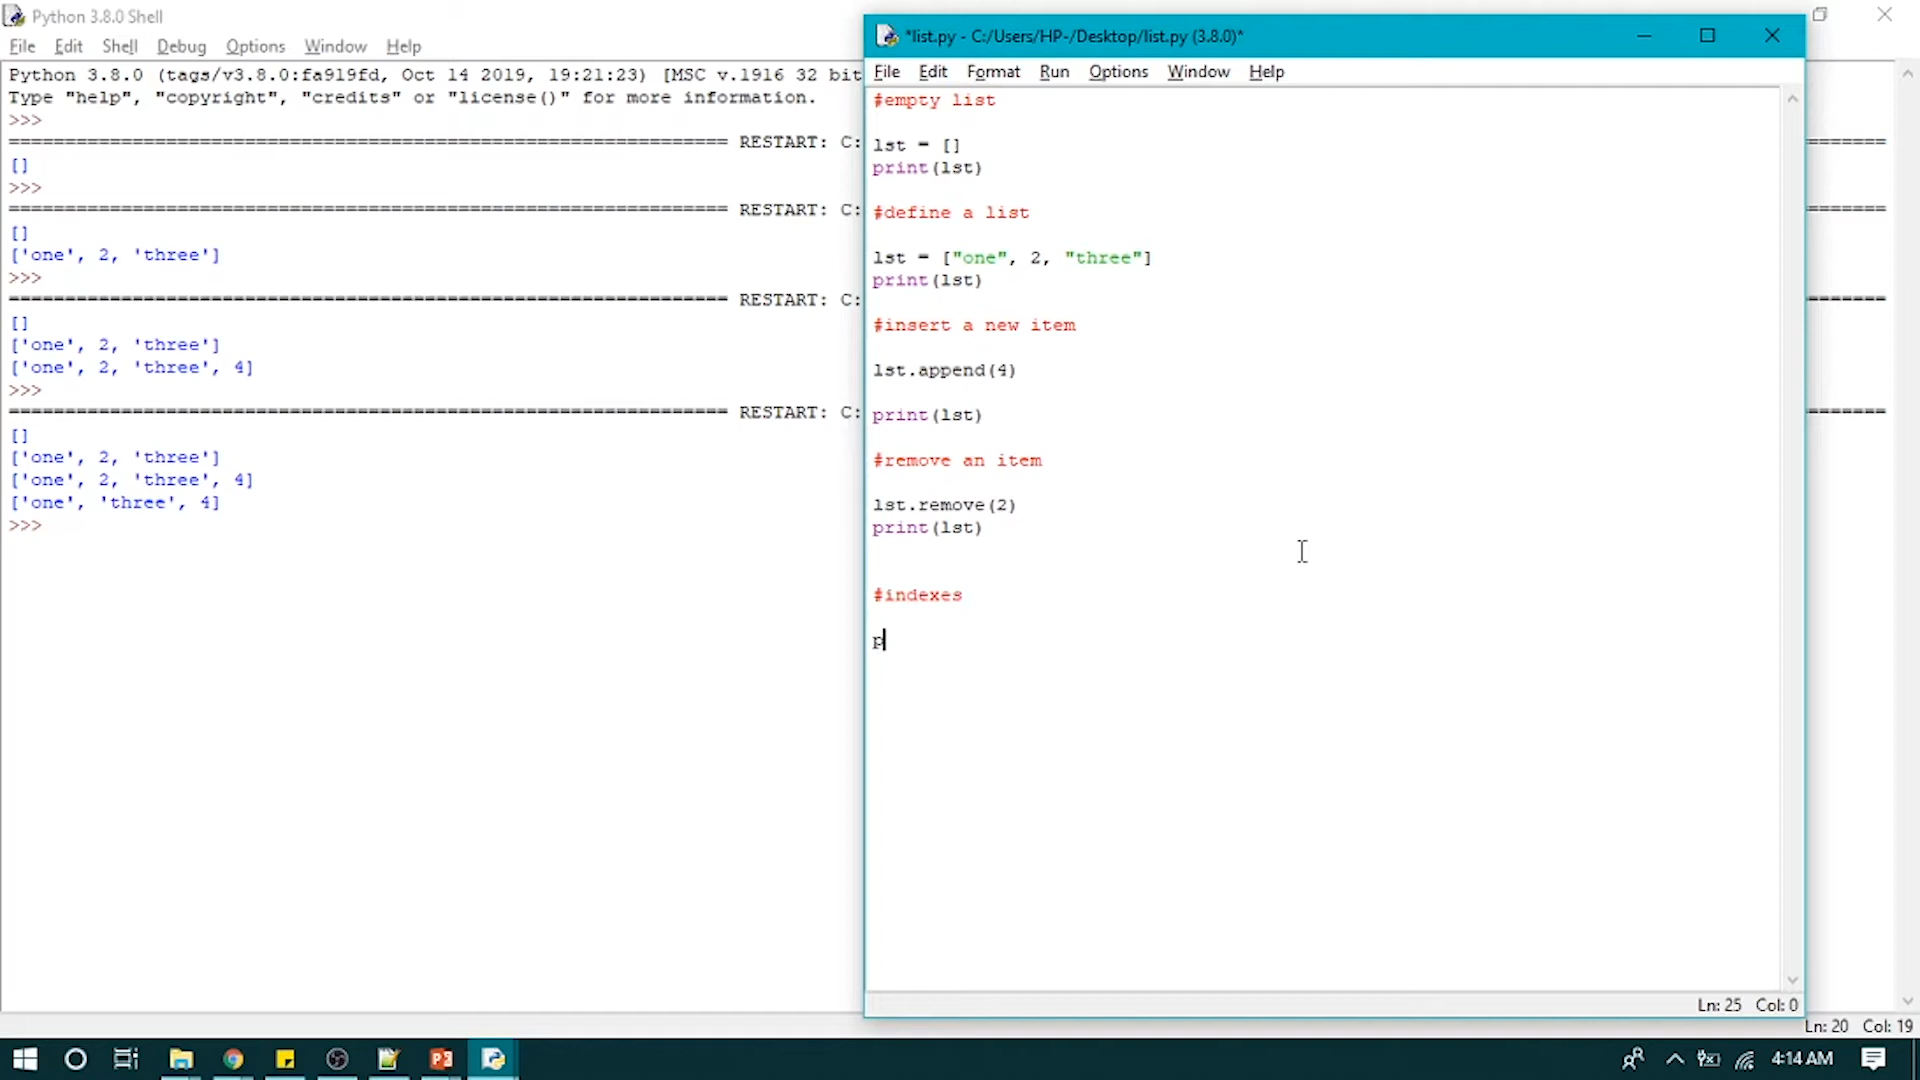 Python 3.8.0 Shell
File Edit Shell Debug Options Window Help
Python 3.8.0 (tags/v3.8.0:fa919fd, Oct 14 2019, 19:21:23) [MSC v.1916 32 bit
Type "help", "copyright", "credits" or "license()" for more information.
>>>
================================================================ RESTART: C:
[]
>>>
================================================================ RESTART: C:
[]
['one', 2, 'three']
>>>
================================================================ RESTART: C:
[]
['one', 2, 'three']
['one', 2, 'three', 4]
>>>
================================================================ RESTART: C:
[]
['one', 2, 'three']
['one', 2, 'three', 4]
['one', 'three', 4]
>>>
Ln: 20 Col: 19
*list.py - C:/Users/HP-/Desktop/list.py (3.8.0)*
File Edit Format Run Options Window Help
#empty list
lst = []
print(lst)
#define a list
lst = ["one", 2, "three"]
print(lst)
#insert a new item
lst.append(4)
print(lst)
#remove an item
lst.remove(2)
print(lst)
#indexes
p
Ln: 25 Col: 0
4:14 AM